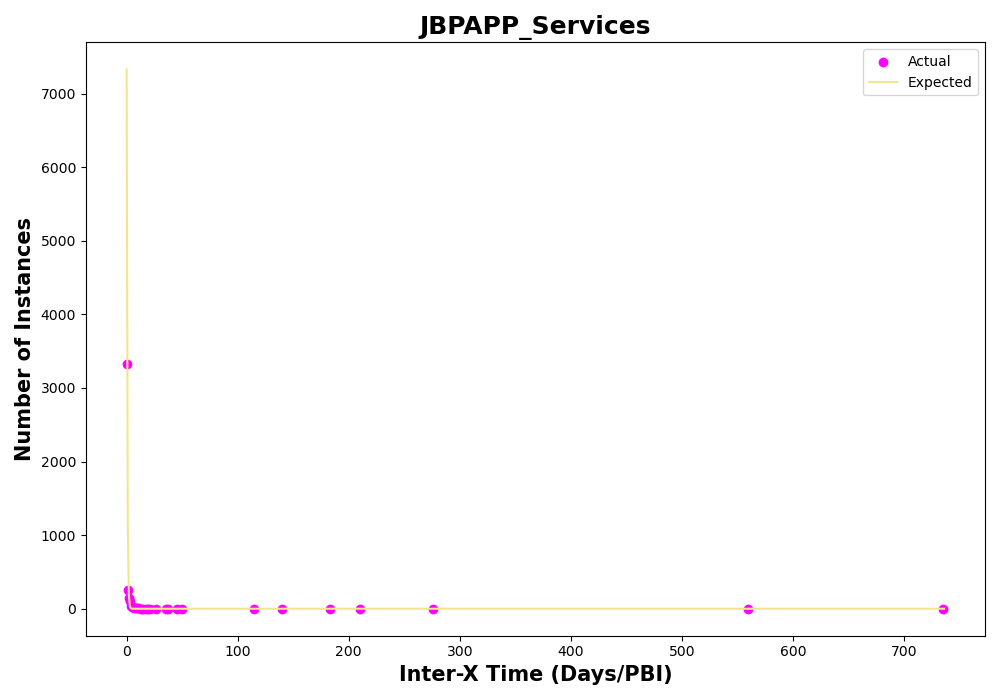 JBPAPP_Services
Actual
Expected
Number of Instances
7000
6000
5000
4000
3000
2000
1000
0
0 100 200 300 400 500 600 700
Inter-X Time (Days/PBI)